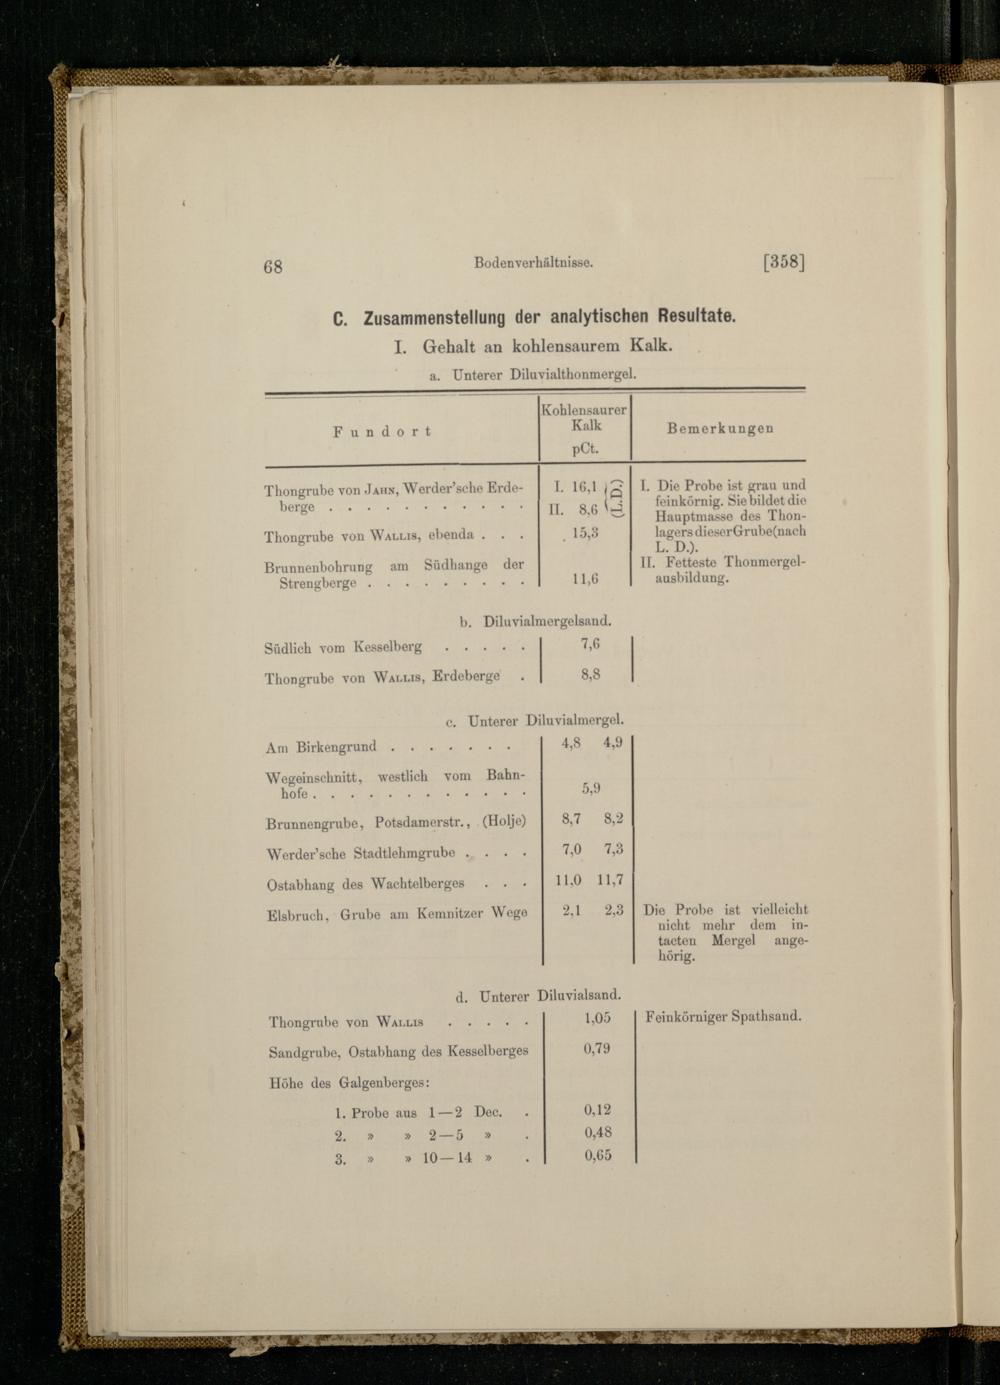 68 Bodenverhältnisse. [358]
C. Zusammenstellung der analytischen Resultate.
I. Gehalt an kohlensaurem Kalk.
a. Unterer Diluvialthonmergel.
Fundort
Kohlensaurer
Kalk
pCt.
Bemerkungen
Thongrube von JAHN, Werder'sche Erde-
berge . . . . . . . . . . .
I. 16,1
II. 8,6
(L. D.)
Thongrube von WALLIS, ebenda . . . 15,3
Brunnenbohrung am Südhange der
Strengberge . . . . . . . . . 11,6
I. Die Probe ist grau und
feinkörnig. Sie bildet die
Hauptmasse des Thon-
lagers dieser Grube (nach
L. D.).
II. Fetteste Thonmergel-
ausbildung.
b. Diluvialmergelsand.
Südlich vom Kesselberg . . . . . 7,6
Thongrube von WALLIS, Erdeberge . 8,8
c. Unterer Diluvialmergel.
Am Birkengrund . . . . . . . 4,8 4,9
Wegeinschnitt, westlich vom Bahn-
hofe . . . . . . . . . . . . 5,9
Brunnengrube, Potsdamerstr., (Holje) 8,7 8,2
Werder'sche Stadtlehmgrube . . . . 7,0 7,3
Ostabhang des Wachtelberges . . . 11,0 11,7
Elsbruch, Grube am Kemnitzer Wege 2,1 2,3 Die Probe ist vielleicht
nicht mehr dem in-
tacten Mergel ange-
hörig.
d. Unterer Diluvialsand.
Thongrube von WALLIS . . . . . 1,05 Feinkörniger Spathsand.
Sandgrube, Ostabhang des Kesselberges 0,79
Höhe des Galgenberges:
1. Probe aus 1—2 Dec. . 0,12
2. » » 2—5 » . 0,48
3. » » 10—14 » . 0,65